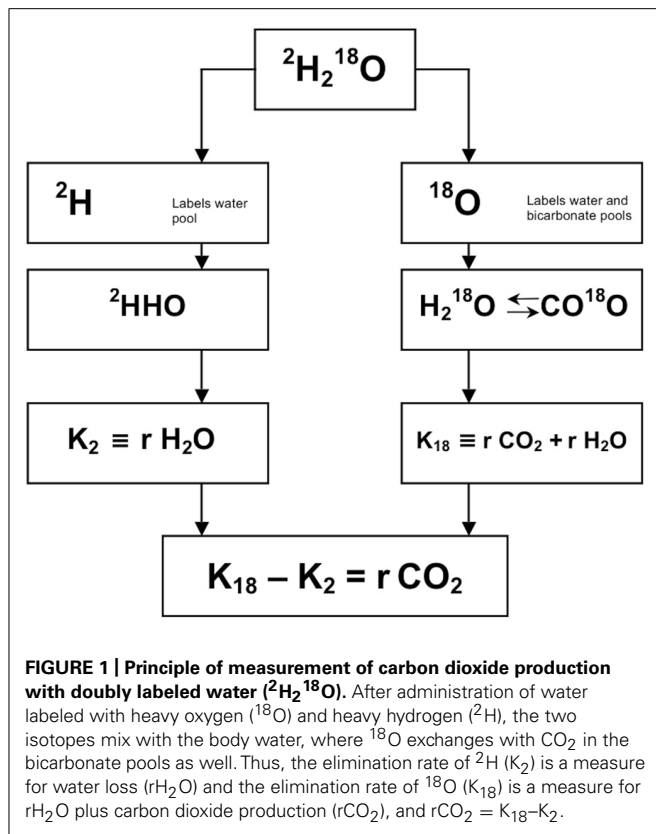 ²H₂¹⁸O
²H
Labels water
pool
¹⁸O
Labels water and
bicarbonate pools
²HHO
H₂¹⁸O ⇆ CO¹⁸O
K₂ ≡ r H₂O
K₁₈ ≡ r CO₂ + r H₂O
K₁₈ – K₂ = r CO₂
FIGURE 1 | Principle of measurement of carbon dioxide production
with doubly labeled water (²H₂¹⁸O). After administration of water
labeled with heavy oxygen (¹⁸O) and heavy hydrogen (²H), the two
isotopes mix with the body water, where ¹⁸O exchanges with CO₂ in the
bicarbonate pools as well. Thus, the elimination rate of ²H (K₂) is a measure
for water loss (rH₂O) and the elimination rate of ¹⁸O (K₁₈) is a measure for
rH₂O plus carbon dioxide production (rCO₂), and rCO₂ = K₁₈–K₂.